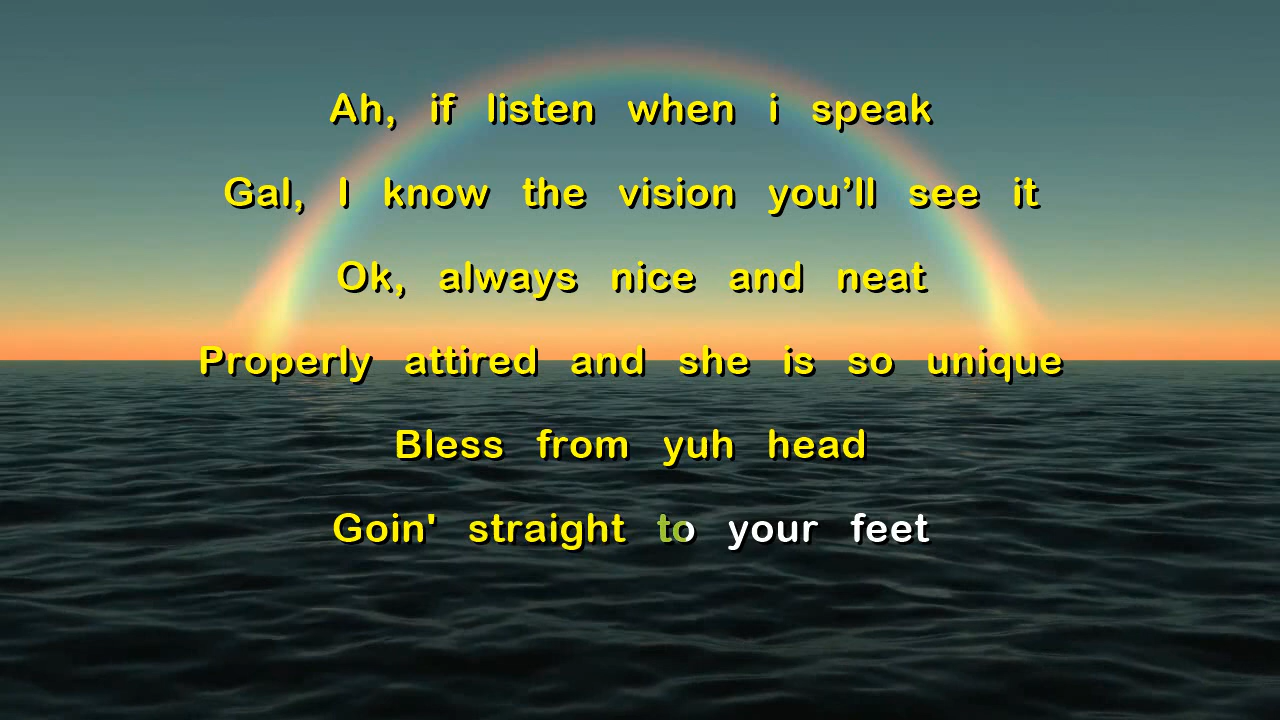 Ah, if listen when i speak
Gal, I know the vision you’ll see it
Ok, always nice and neat
Properly attired and she is so unique
Bless from yuh head
Goin' straight to your feet